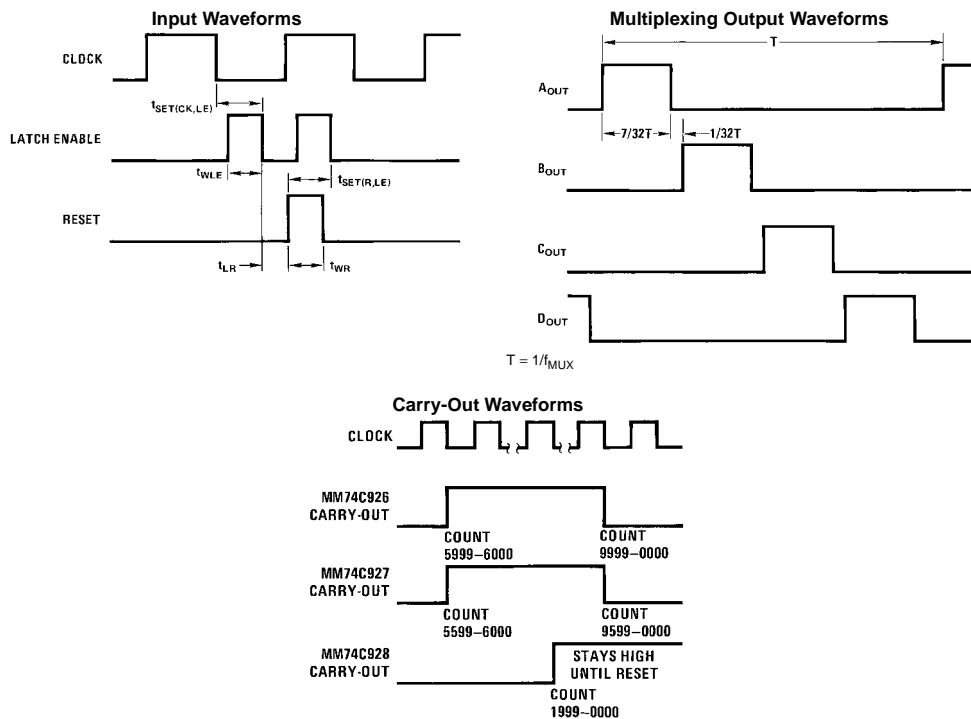 Input Waveforms
CLOCK
tSET(CK,LE)
LATCH ENABLE
tWLE
tSET(R,LE)
RESET
tLR
tWR
Multiplexing Output Waveforms
T
AOUT
7/32T
1/32T
BOUT
COUT
DOUT
T = 1/fMUX
Carry-Out Waveforms
CLOCK
MM74C926
CARRY-OUT
COUNT
5999–6000
COUNT
9999–0000
MM74C927
CARRY-OUT
COUNT
5599–6000
COUNT
9599–0000
MM74C928
CARRY-OUT
STAYS HIGH
UNTIL RESET
COUNT
1999–0000